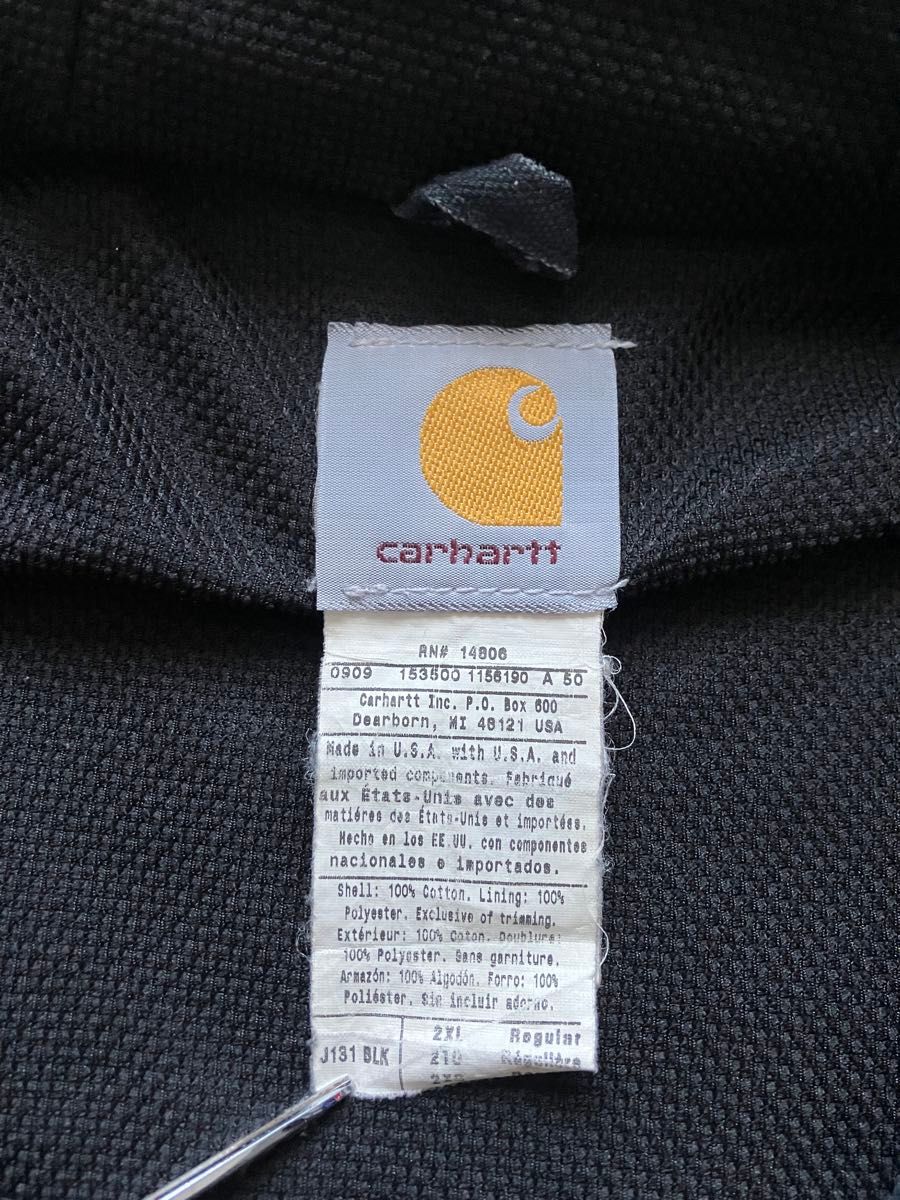 carhartt
RN# 14806
0909 153500 1156190 A 50
Carhartt Inc. P.O. Box 600
Dearborn, MI 48121 USA
Made in U.S.A. with U.S.A. and
imported components. Fabriqué
aux États-Unis avec des
matiéres des États-Unis et importées.
Hecho en los EE.UU. con componentes
nacionales e importados.
Shell: 100% Cotton. Lining: 100%
Polyester. Exclusive of trimming.
Extérieur: 100% Coton. Doublure:
100% Polyester. Sans garniture.
Armazón: 100% Algodón. Forro: 100%
Poliéster. Sin incluir adorno.
2XL Regular
J131 BLK Régulière